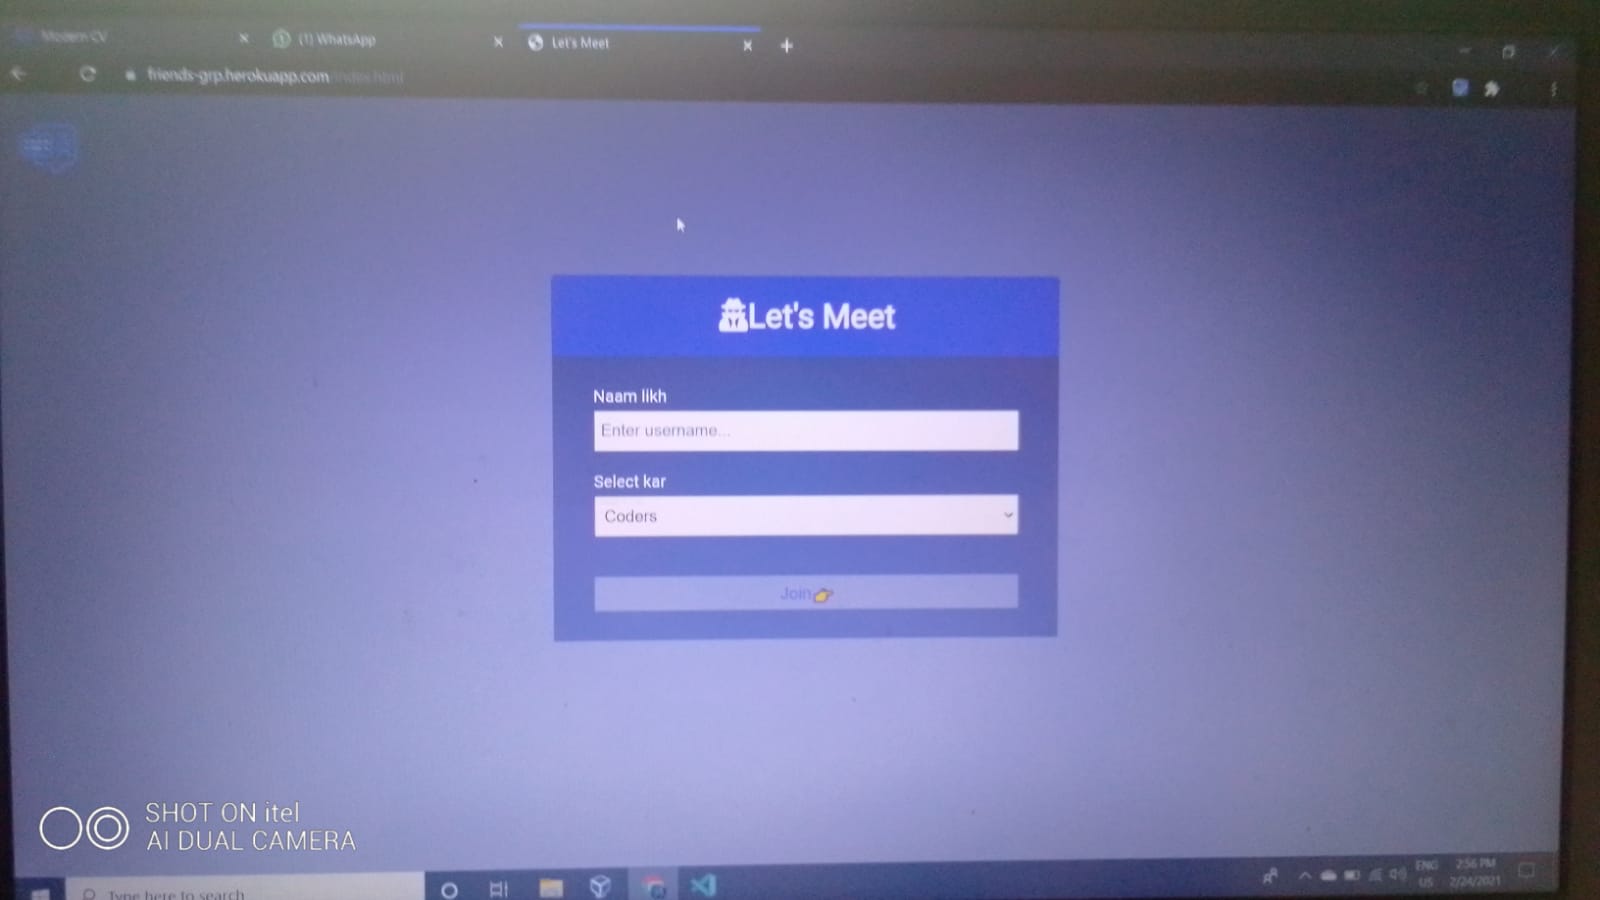 Modern CV
(1) WhatsApp
Let's Meet
friends-grp.herokuapp.com/index.html
Let's Meet
Naam likh
Enter username...
Select kar
Coders
Join👉
SHOT ON itel
AI DUAL CAMERA
Type here to search
ENG
US
2:56 PM
2/24/2021